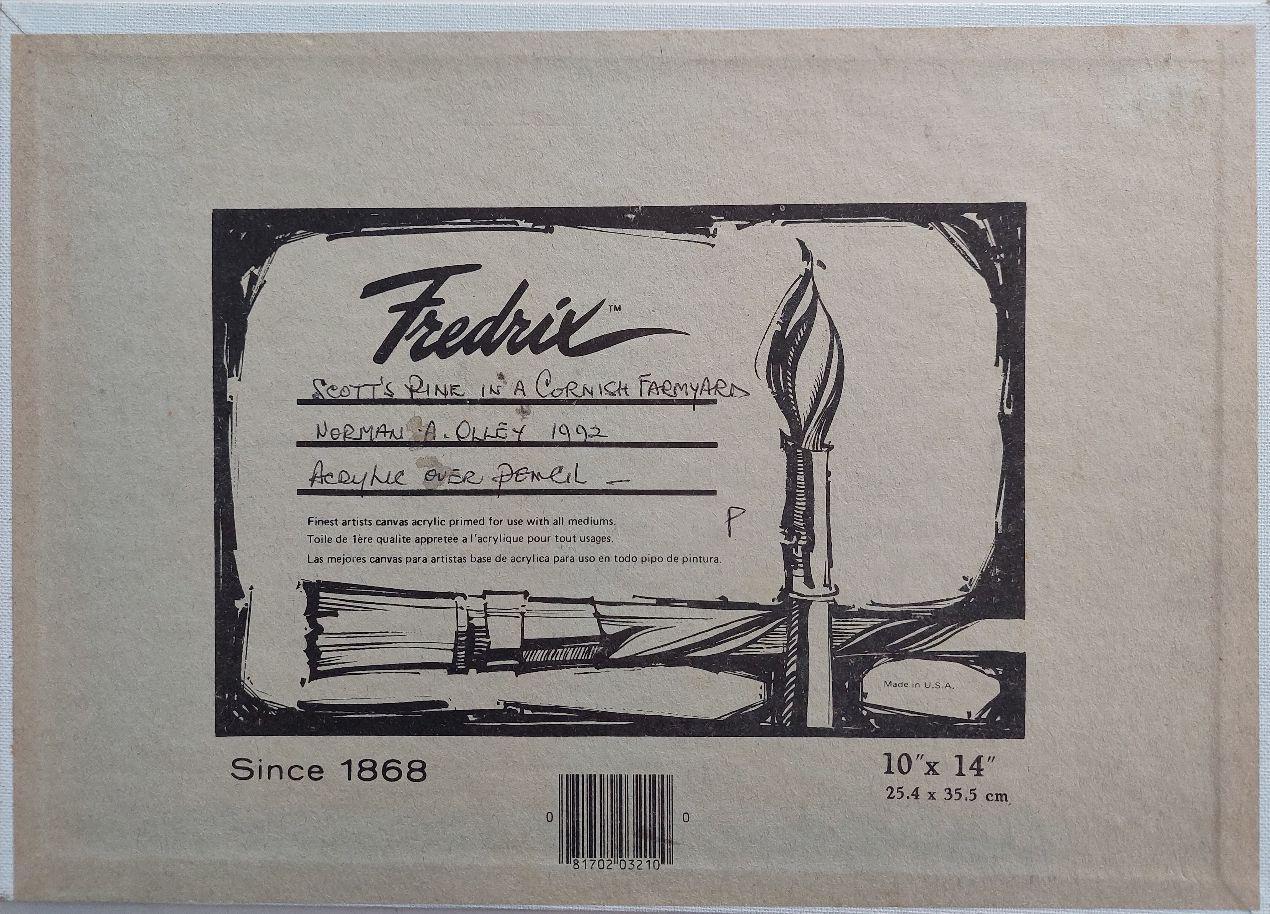 Fredrix™
SCOTT'S PINE IN A CORNISH FARMYARD
NORMAN A. OLLEY 1992
ACRYLIC OVER PENCIL —
Finest artists canvas acrylic primed for use with all mediums.
P
Toile de 1ère qualite appretée a l'acrylique pour tout usages.
Las mejores canvas para artistas base de acrylica para uso en todo pipo de pintura.
Made in U.S.A.
Since 1868
10"x 14"
25.4 x 35.5 cm
0 81702 03210 0